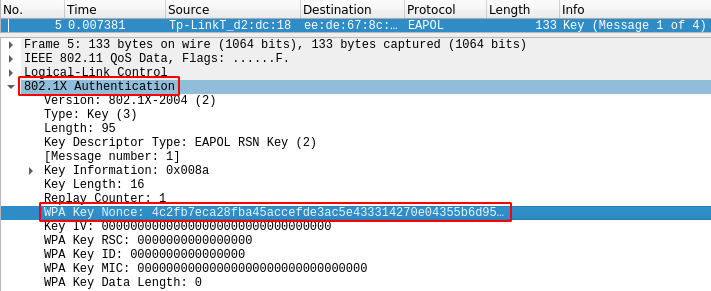 No. Time Source Destination Protocol Length Info
5 0.007381 Tp-LinkT_d2:dc:18 ee:de:67:8c:… EAPOL 133 Key (Message 1 of 4)
Frame 5: 133 bytes on wire (1064 bits), 133 bytes captured (1064 bits)
IEEE 802.11 QoS Data, Flags: ......F.
Logical-Link Control
802.1X Authentication
Version: 802.1X-2004 (2)
Type: Key (3)
Length: 95
Key Descriptor Type: EAPOL RSN Key (2)
[Message number: 1]
Key Information: 0x008a
Key Length: 16
Replay Counter: 1
WPA Key Nonce: 4c2fb7eca28fba45accefde3ac5e433314270e04355b6d95…
Key IV: 00000000000000000000000000000000
WPA Key RSC: 0000000000000000
WPA Key ID: 0000000000000000
WPA Key MIC: 00000000000000000000000000000000
WPA Key Data Length: 0